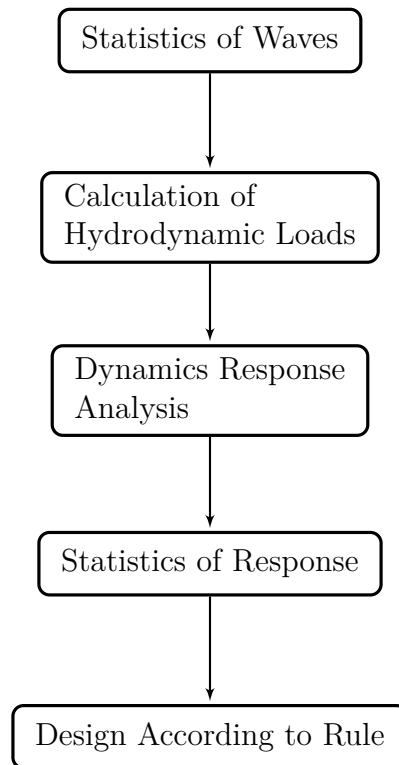 Statistics of Waves
Calculation of
Hydrodynamic Loads
Dynamics Response
Analysis
Statistics of Response
Design According to Rule